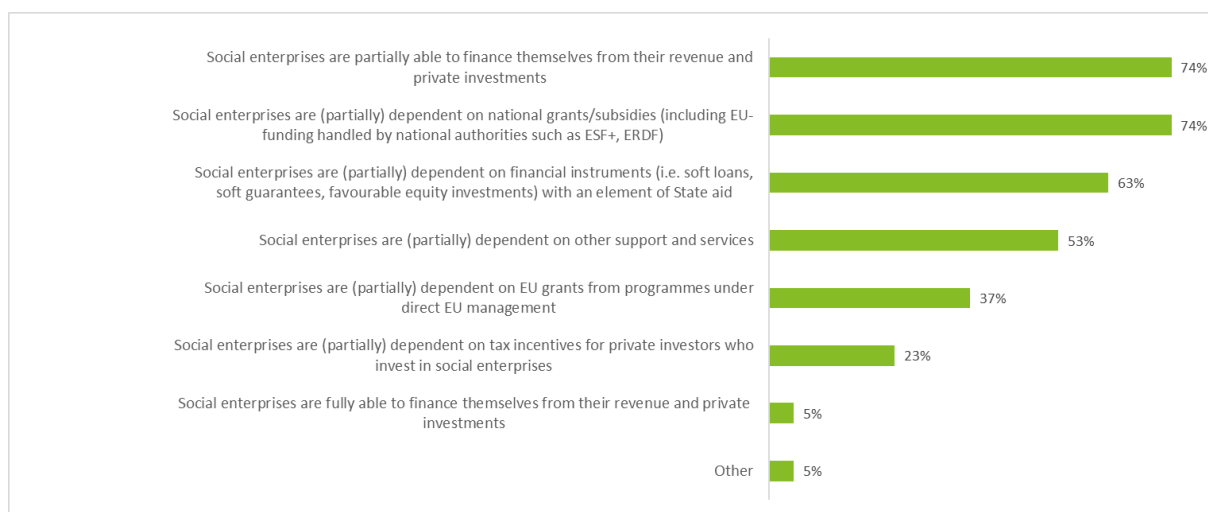 Social enterprises are partially able to finance themselves from their revenue and
private investments
74%
Social enterprises are (partially) dependent on national grants/subsidies (including EU-
funding handled by national authorities such as ESF+, ERDF)
74%
Social enterprises are (partially) dependent on financial instruments (i.e. soft loans,
soft guarantees, favourable equity investments) with an element of State aid
63%
Social enterprises are (partially) dependent on other support and services
53%
Social enterprises are (partially) dependent on EU grants from programmes under
direct EU management
37%
Social enterprises are (partially) dependent on tax incentives for private investors who
invest in social enterprises
23%
Social enterprises are fully able to finance themselves from their revenue and private
investments
5%
Other
5%